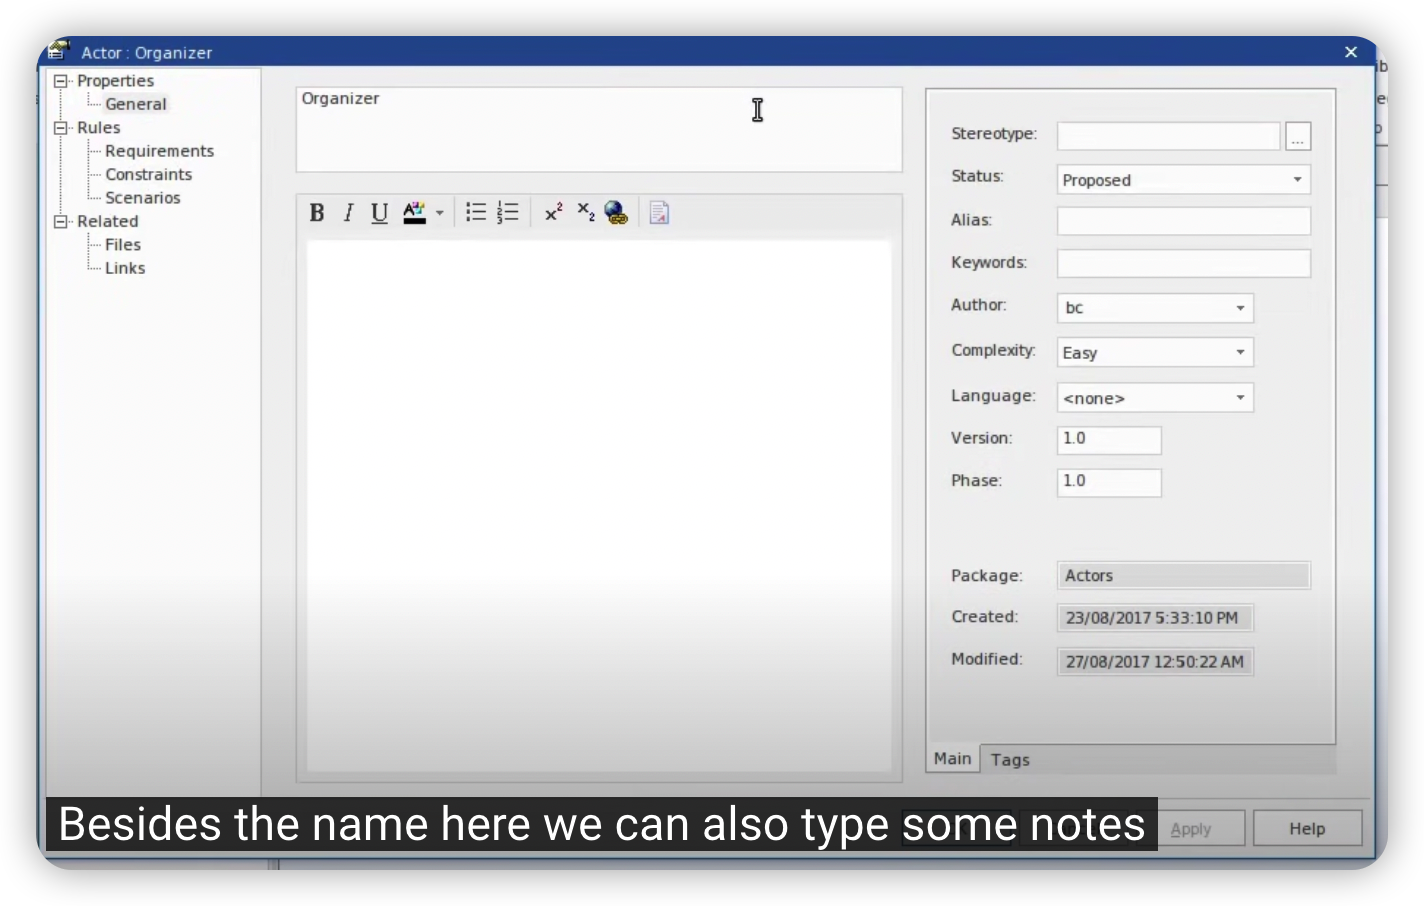 Actor : Organizer
Properties
General
Rules
Requirements
Constraints
Scenarios
Related
Files
Links
Organizer
B I U A x² x₂
Stereotype: ...
Status: Proposed
Alias:
Keywords:
Author: bc
Complexity: Easy
Language: <none>
Version: 1.0
Phase: 1.0
Package: Actors
Created: 23/08/2017 5:33:10 PM
Modified: 27/08/2017 12:50:22 AM
Main Tags
Apply Help
Besides the name here we can also type some notes